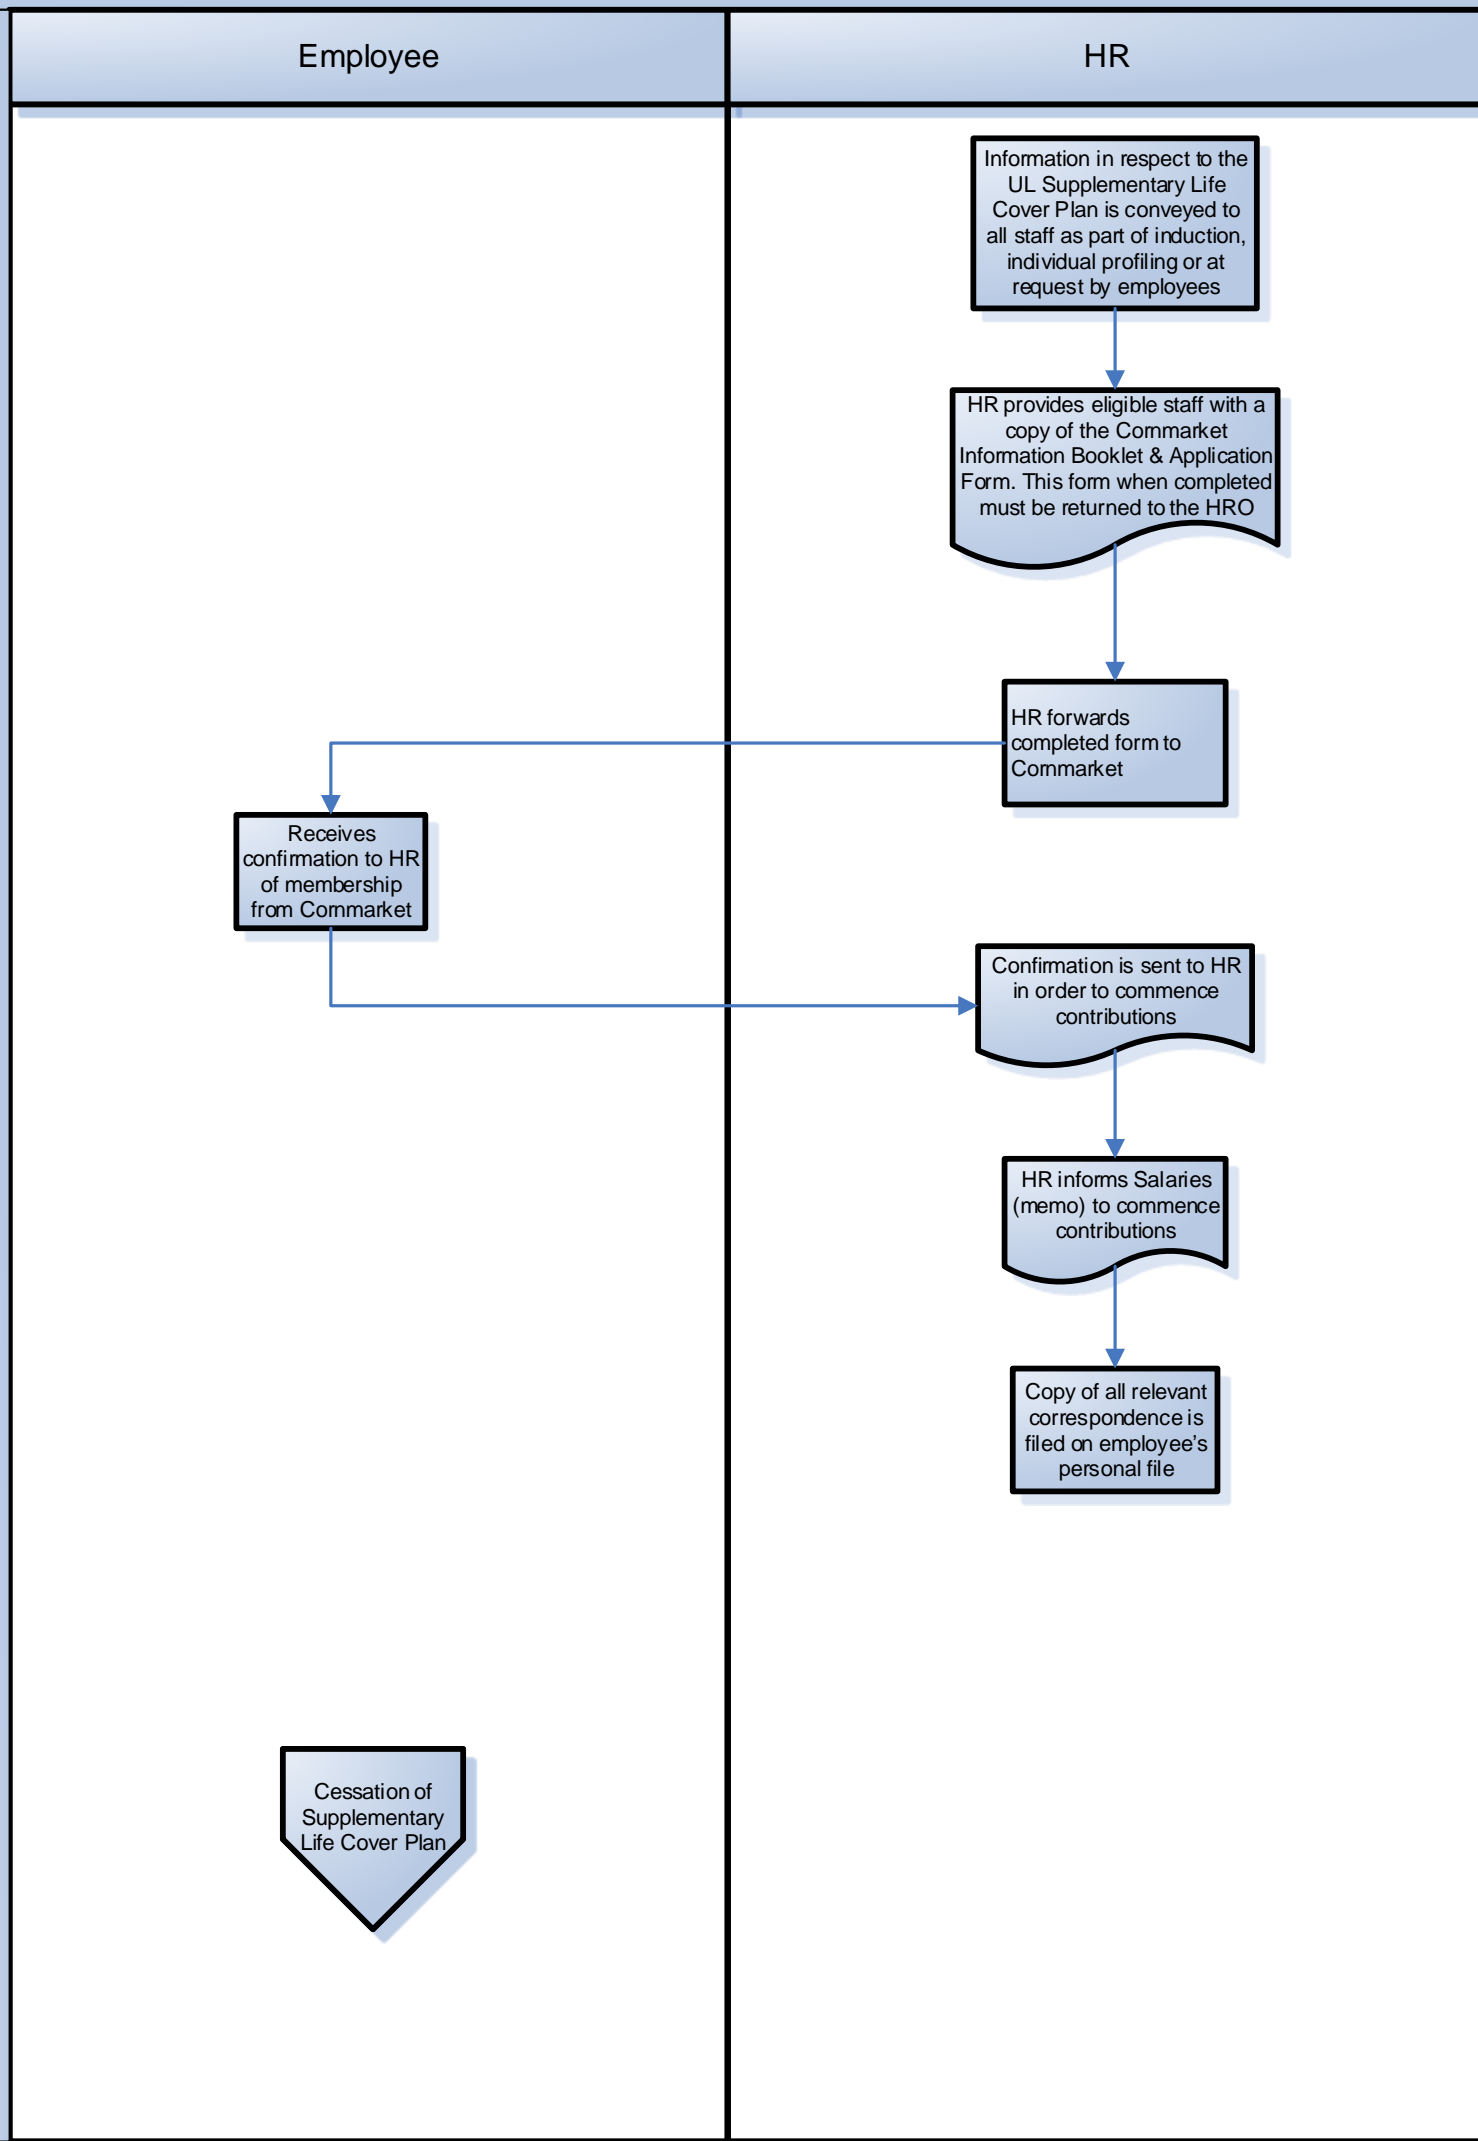 Employee
HR
Information in respect to the
UL Supplementary Life
Cover Plan is conveyed to
all staff as part of induction,
individual profiling or at
request by employees
HR provides eligible staff with a
copy of the Cornmarket
Information Booklet & Application
Form. This form when completed
must be returned to the HRO
HR forwards
completed form to
Cornmarket
Receives
confirmation to HR
of membership
from Cornmarket
Confirmation is sent to HR
in order to commence
contributions
HR informs Salaries
(memo) to commence
contributions
Copy of all relevant
correspondence is
filed on employee’s
personal file
Cessation of
Supplementary
Life Cover Plan